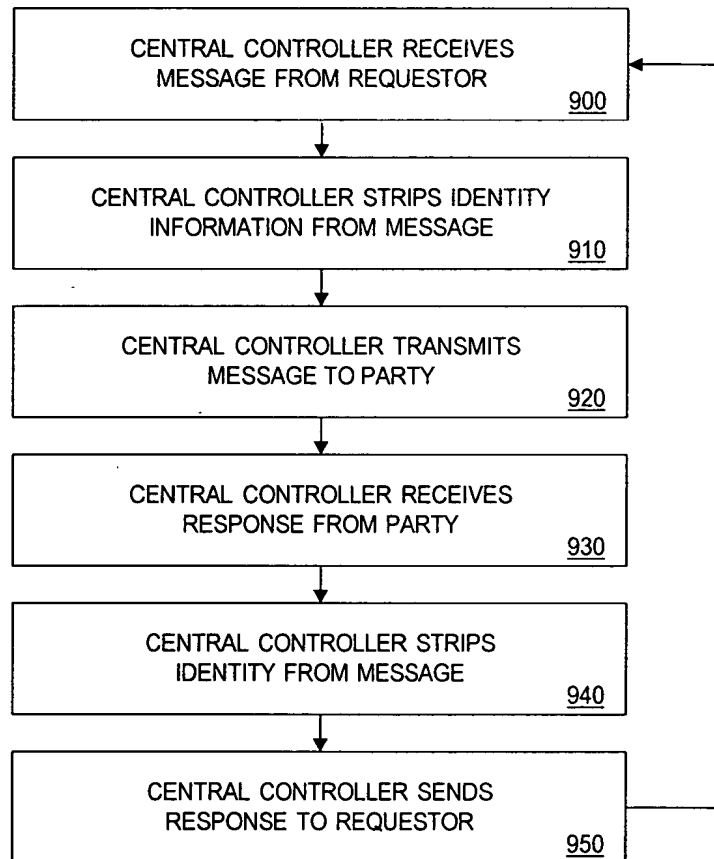 CENTRAL CONTROLLER RECEIVES
MESSAGE FROM REQUESTOR
900
CENTRAL CONTROLLER STRIPS IDENTITY
INFORMATION FROM MESSAGE
910
CENTRAL CONTROLLER TRANSMITS
MESSAGE TO PARTY
920
CENTRAL CONTROLLER RECEIVES
RESPONSE FROM PARTY
930
CENTRAL CONTROLLER STRIPS
IDENTITY FROM MESSAGE
940
CENTRAL CONTROLLER SENDS
RESPONSE TO REQUESTOR
950